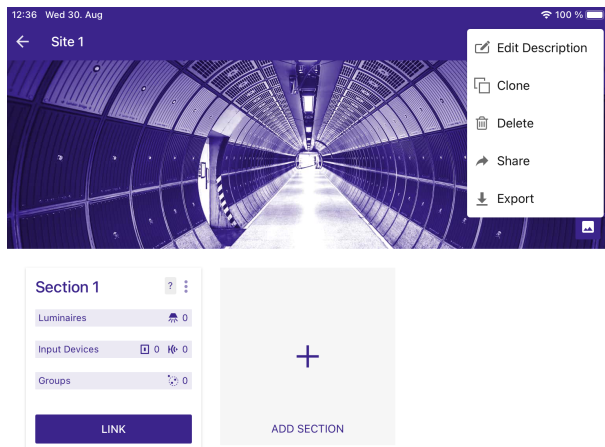 12:36 Wed 30. Aug 100 %
Site 1
Edit Description
Clone
Delete
Share
Export
Section 1 ?
Luminaires 0
Input Devices 0 0
Groups 0
LINK
ADD SECTION